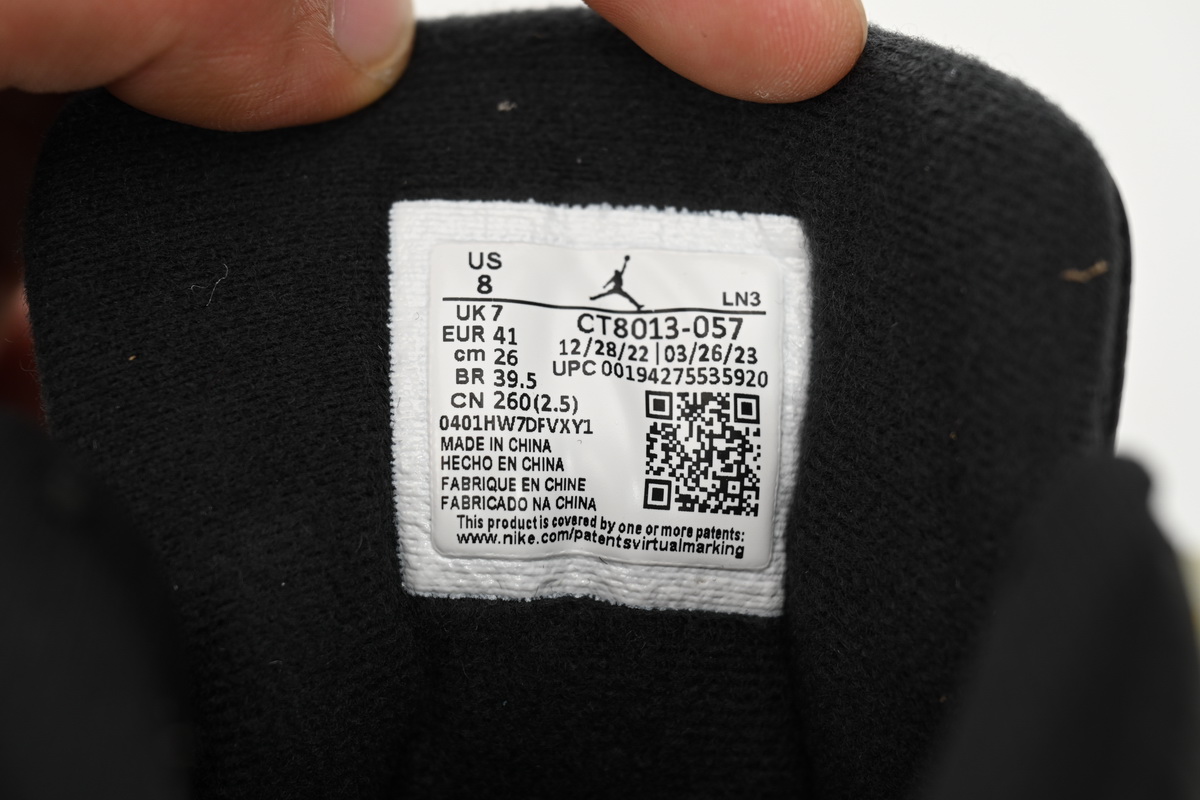 US
8
LN3
UK 7
EUR 41
cm 26
BR 39.5
CN 260(2.5)
CT8013-057
12/28/22 | 03/26/23
UPC 00194275535920
0401HW7DFVXY1
MADE IN CHINA
HECHO EN CHINA
FABRIQUE EN CHINE
FABRICADO NA CHINA
This product is covered by one or more patents:
www.nike.com/patentsvirtualmarking